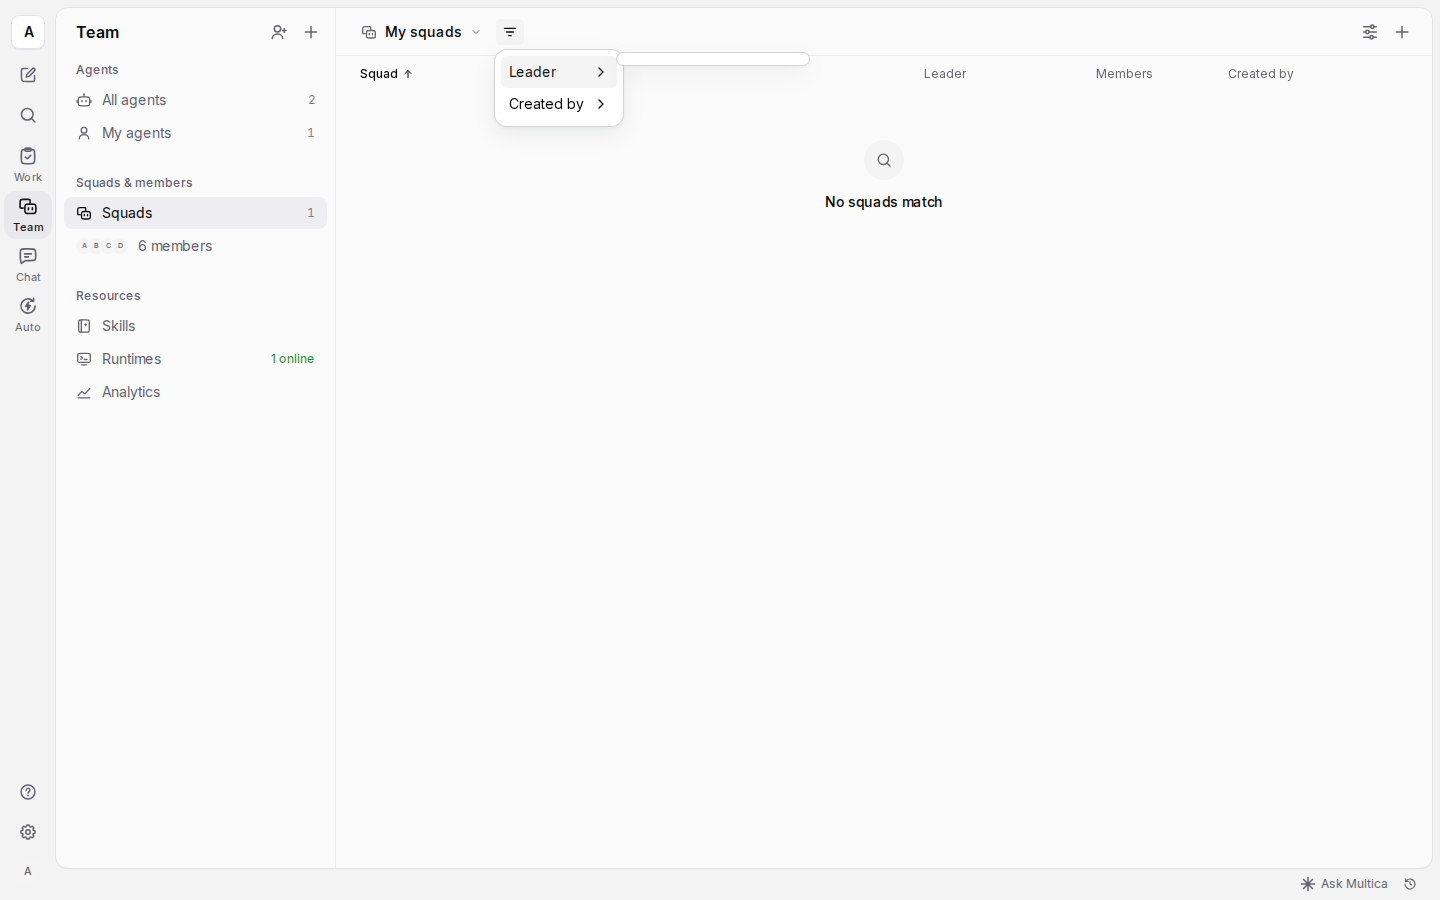 A
Work
Team
Chat
Auto
A
Team
Agents
All agents 2
My agents 1
Squads & members
Squads 1
A B C D 6 members
Resources
Skills
Runtimes 1 online
Analytics
My squads
Leader
Created by
Squad ↑ Leader Members Created by
No squads match
Ask Multica